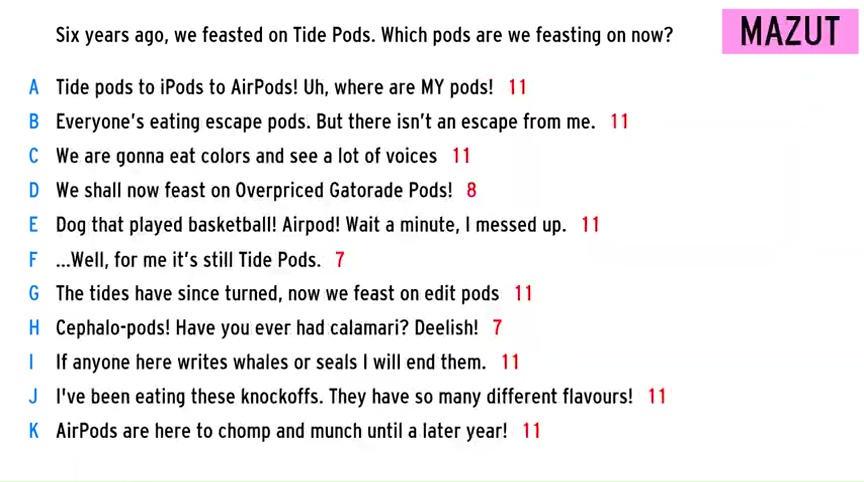 Six years ago, we feasted on Tide Pods. Which pods are we feasting on now?
MAZUT
A Tide pods to iPods to AirPods! Uh, where are MY pods! 11
B Everyone's eating escape pods. But there isn't an escape from me. 11
C We are gonna eat colors and see a lot of voices 11
D We shall now feast on Overpriced Gatorade Pods! 8
E Dog that played basketball! Airpod! Wait a minute, I messed up. 11
F ...Well, for me it's still Tide Pods. 7
G The tides have since turned, now we feast on edit pods 11
H Cephalo-pods! Have you ever had calamari? Deelish! 7
I If anyone here writes whales or seals I will end them. 11
J I've been eating these knockoffs. They have so many different flavours! 11
K AirPods are here to chomp and munch until a later year! 11